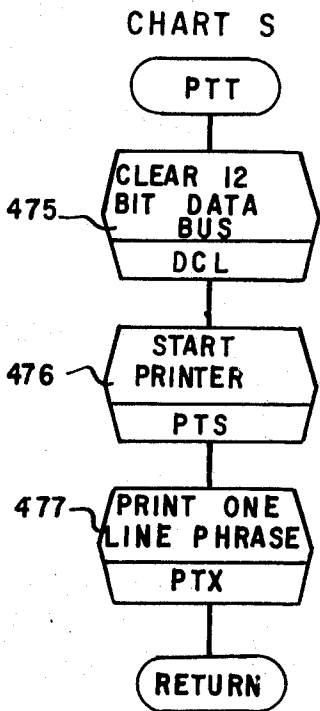 CHART S
PTT
CLEAR 12
BIT DATA
BUS
475
DCL
START
PRINTER
476
PTS
477
PRINT ONE
LINE PHRASE
PTX
RETURN